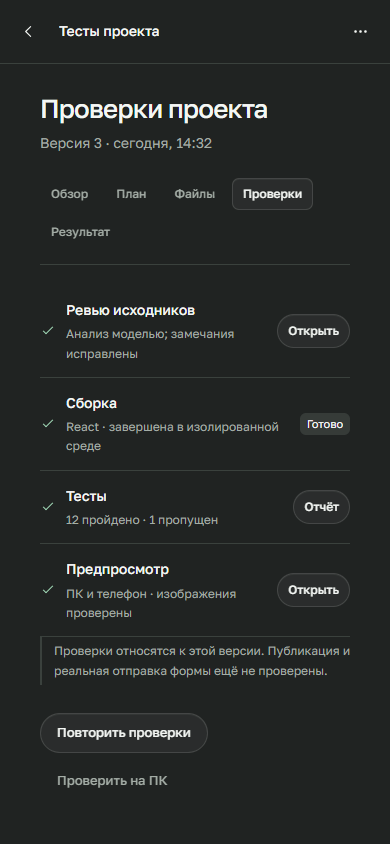 Тесты проекта
Проверки проекта
Версия 3 · сегодня, 14:32
Обзор План Файлы Проверки
Результат
Ревью исходников
Анализ моделью; замечания
исправлены
Открыть
Сборка
React · завершена в изолированной
среде
Готово
Тесты
12 пройдено · 1 пропущен
Отчёт
Предпросмотр
ПК и телефон · изображения
проверены
Открыть
Проверки относятся к этой версии. Публикация и
реальная отправка формы ещё не проверены.
Повторить проверки
Проверить на ПК